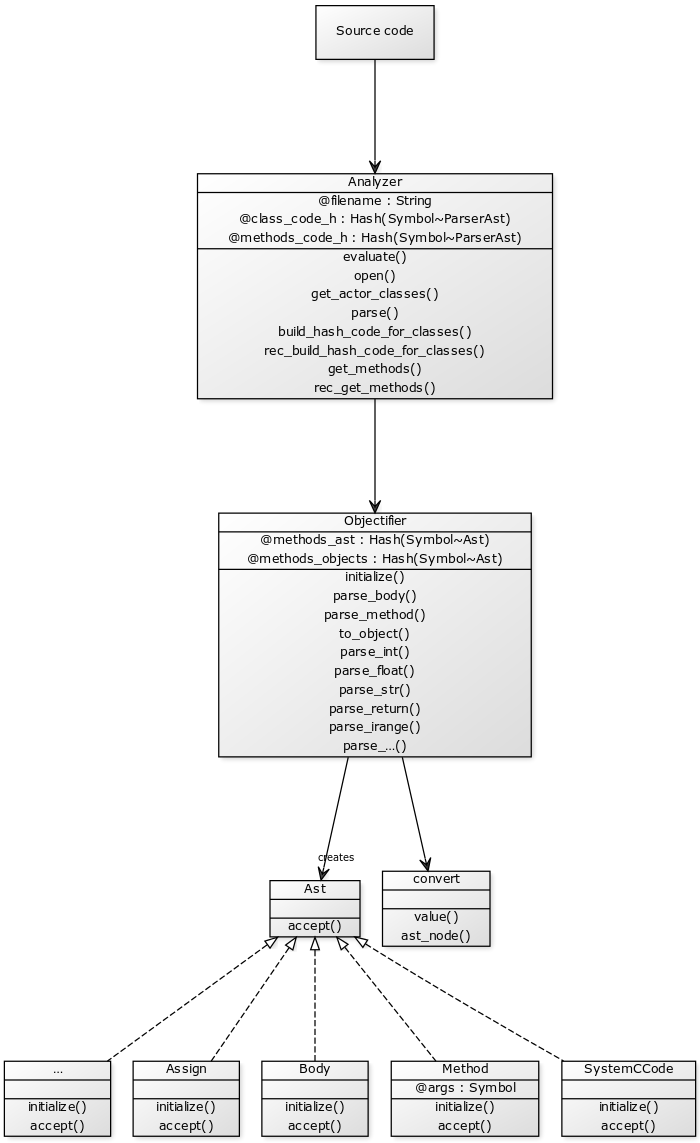 Source code
Analyzer
@filename : String
@class_code_h : Hash(Symbol~ParserAst)
@methods_code_h : Hash(Symbol~ParserAst)
evaluate()
open()
get_actor_classes()
parse()
build_hash_code_for_classes()
rec_build_hash_code_for_classes()
get_methods()
rec_get_methods()
Objectifier
@methods_ast : Hash(Symbol~Ast)
@methods_objects : Hash(Symbol~Ast)
initialize()
parse_body()
parse_method()
to_object()
parse_int()
parse_float()
parse_str()
parse_return()
parse_irange()
parse_...()
creates
Ast
accept()
convert
value()
ast_node()
...
initialize()
accept()
Assign
initialize()
accept()
Body
initialize()
accept()
Method
@args : Symbol
initialize()
accept()
SystemCCode
initialize()
accept()